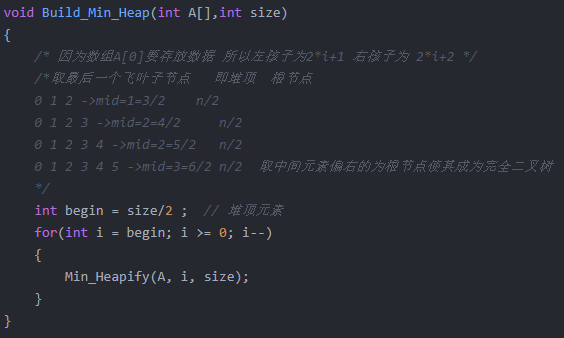 void Build_Min_Heap(int A[],int size)
{
/* 因为数组A[0]要存放数据 所以左孩子为2*i+1 右孩子为 2*i+2 */
/*取最后一个飞叶子节点 即堆顶 根节点
0 1 2 ->mid=1=3/2 n/2
0 1 2 3 ->mid=2=4/2 n/2
0 1 2 3 4 ->mid=2=5/2 n/2
0 1 2 3 4 5 ->mid=3=6/2 n/2 取中间元素偏右的为根节点使其成为完全二叉树
*/
int begin = size/2 ; // 堆顶元素
for(int i = begin; i >= 0; i--)
{
Min_Heapify(A, i, size);
}
}